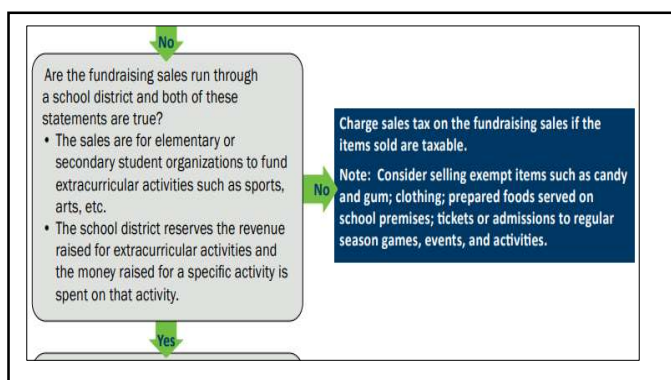 No
Are the fundraising sales run through
a school district and both of these
statements are true?
• The sales are for elementary or
secondary student organizations to fund
extracurricular activities such as sports,
arts, etc.
• The school district reserves the revenue
raised for extracurricular activities and
the money raised for a specific activity is
spent on that activity.
No
Charge sales tax on the fundraising sales if the
items sold are taxable.
Note: Consider selling exempt items such as candy
and gum; clothing; prepared foods served on
school premises; tickets or admissions to regular
season games, events, and activities.
Yes